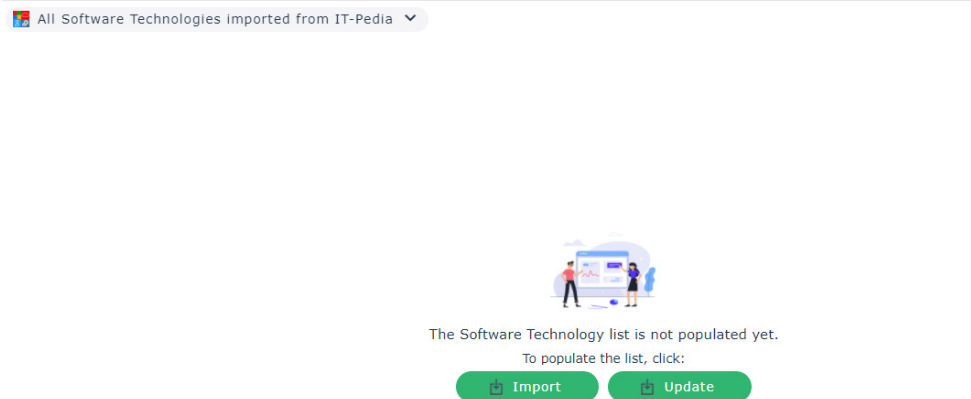 All Software Technologies imported from IT-Pedia
The Software Technology list is not populated yet.
To populate the list, click:
Import Update